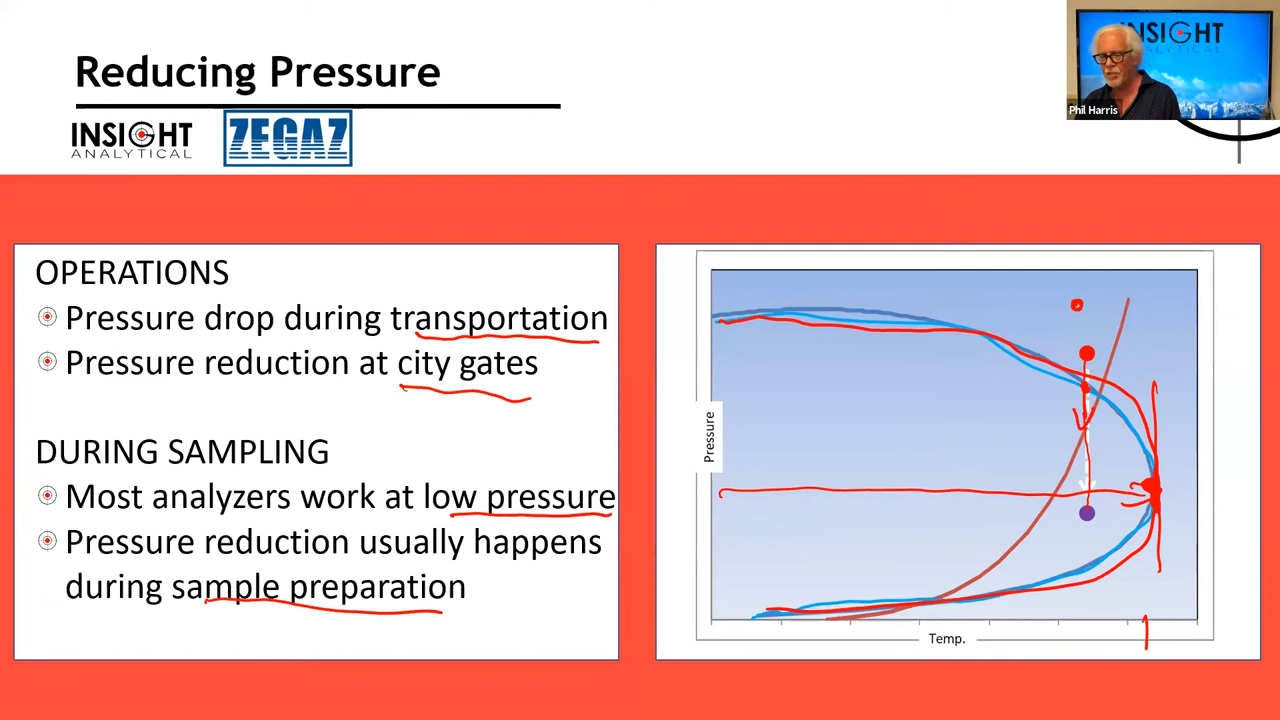 Reducing Pressure
INSIGHT
ANALYTICAL
ZEGAZ
INSIGHT
ANALYTICAL
Phil Harris
OPERATIONS
Pressure drop during transportation
Pressure reduction at city gates
DURING SAMPLING
Most analyzers work at low pressure
Pressure reduction usually happens
during sample preparation
Pressure
Temp.